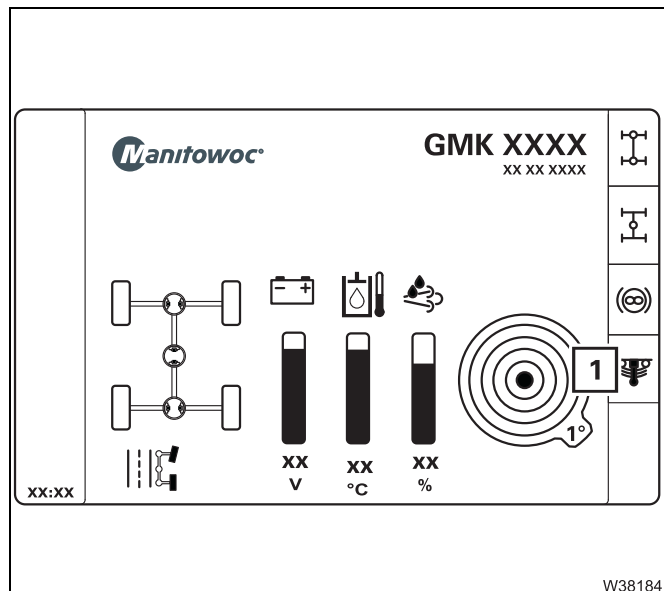 Manitowoc®
GMK XXXX
XX XX XXXX
1
1°
XX
V
XX
°C
XX
%
XX:XX
W38184